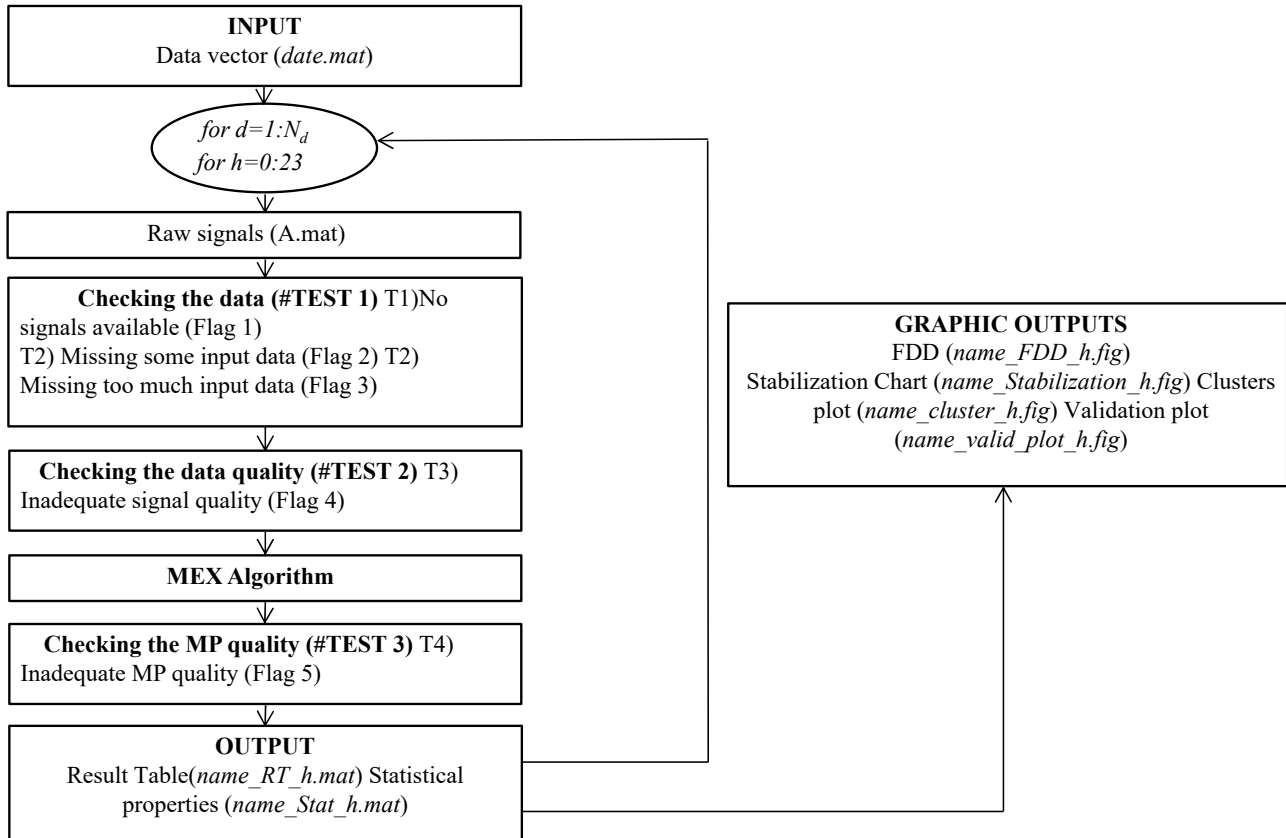 INPUT
Data vector (date.mat)
for d=1:Nd
for h=0:23
Raw signals (A.mat)
Checking the data (#TEST 1) T1)No
signals available (Flag 1)
T2) Missing some input data (Flag 2) T2)
Missing too much input data (Flag 3)
Checking the data quality (#TEST 2) T3)
Inadequate signal quality (Flag 4)
MEX Algorithm
Checking the MP quality (#TEST 3) T4)
Inadequate MP quality (Flag 5)
OUTPUT
Result Table(name_RT_h.mat) Statistical
properties (name_Stat_h.mat)
GRAPHIC OUTPUTS
FDD (name_FDD_h.fig)
Stabilization Chart (name_Stabilization_h.fig) Clusters
plot (name_cluster_h.fig) Validation plot
(name_valid_plot_h.fig)